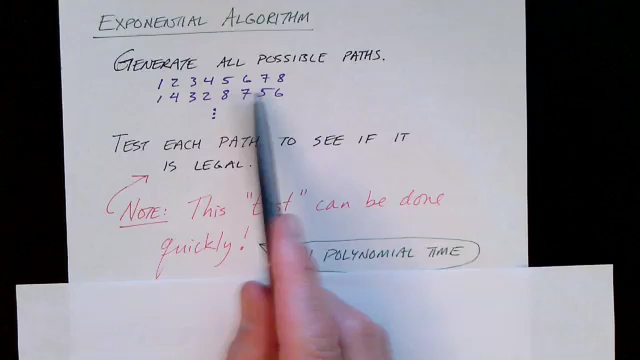 EXPONENTIAL ALGORITHM
GENERATE ALL POSSIBLE PATHS.
1 2 3 4 5 6 7 8
1 4 3 2 8 7 5 6
⋮
TEST EACH PATH TO SEE IF IT
IS LEGAL.
NOTE: This "test" can be done
quickly!
POLYNOMIAL TIME